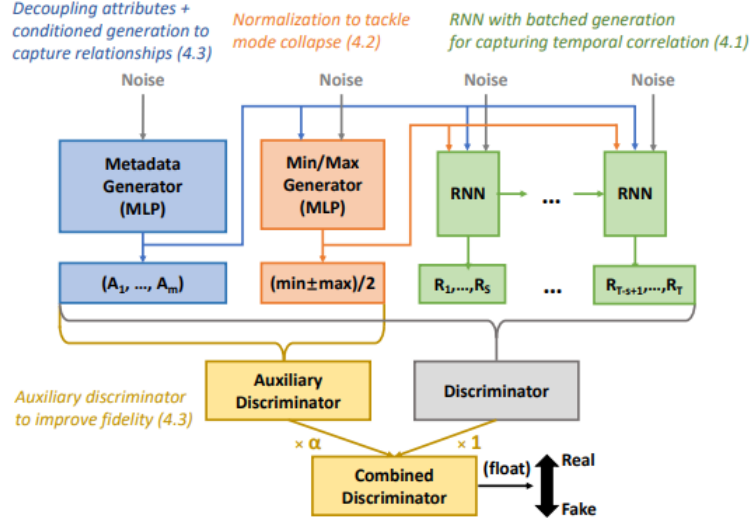 Decoupling attributes +
conditioned generation to
capture relationships (4.3)
Normalization to tackle
mode collapse (4.2)
RNN with batched generation
for capturing temporal correlation (4.1)
Noise
Noise
Noise
Noise
Metadata
Generator
(MLP)
Min/Max
Generator
(MLP)
RNN
...
RNN
(A1, ..., Am)
(min±max)/2
R1,...,RS
...
RT-s+1,...,RT
Auxiliary discriminator
to improve fidelity (4.3)
Auxiliary
Discriminator
Discriminator
× α
× 1
Combined
Discriminator
(float)
Real
Fake